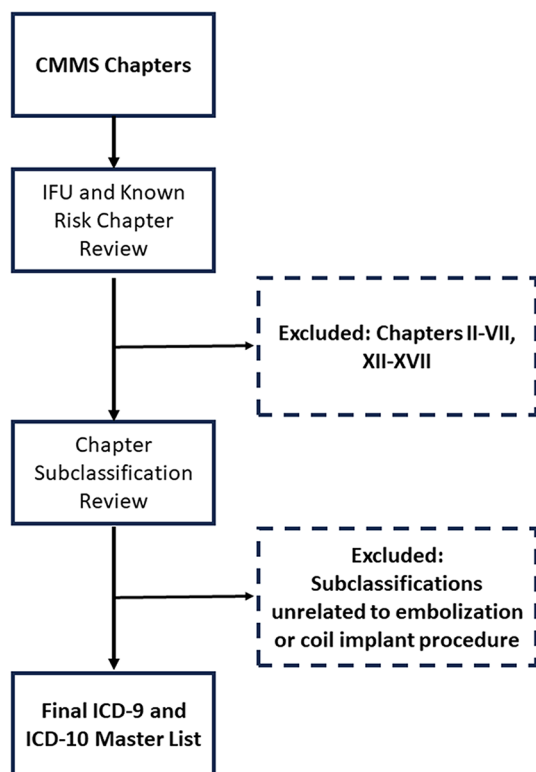 CMMS Chapters
IFU and Known
Risk Chapter
Review
Excluded: Chapters II-VII,
XII-XVII
Chapter
Subclassification
Review
Excluded:
Subclassifications
unrelated to embolization
or coil implant procedure
Final ICD-9 and
ICD-10 Master List